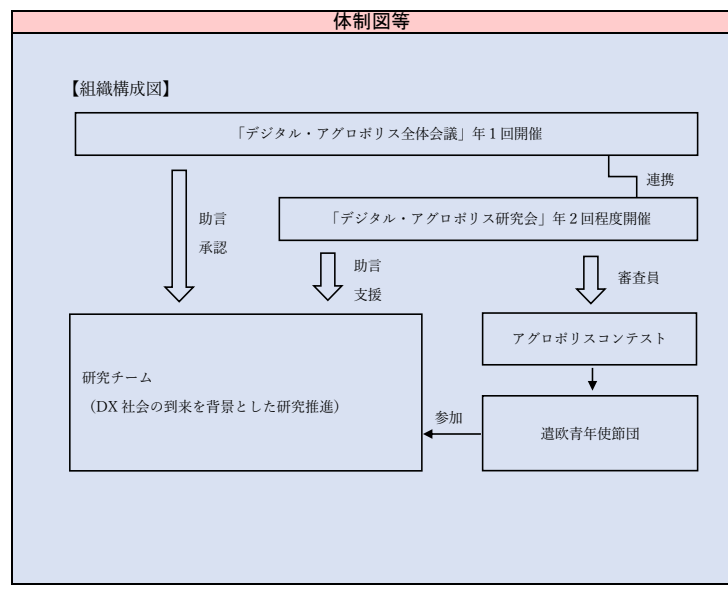 体制図等
【組織構成図】
「デジタル・アグロポリス全体会議」年１回開催
連携
「デジタル・アグロポリス研究会」年２回程度開催
助言
承認
助言
支援
審査員
アグロポリスコンテスト
研究チーム
（DX 社会の到来を背景とした研究推進）
参加
遣欧青年使節団